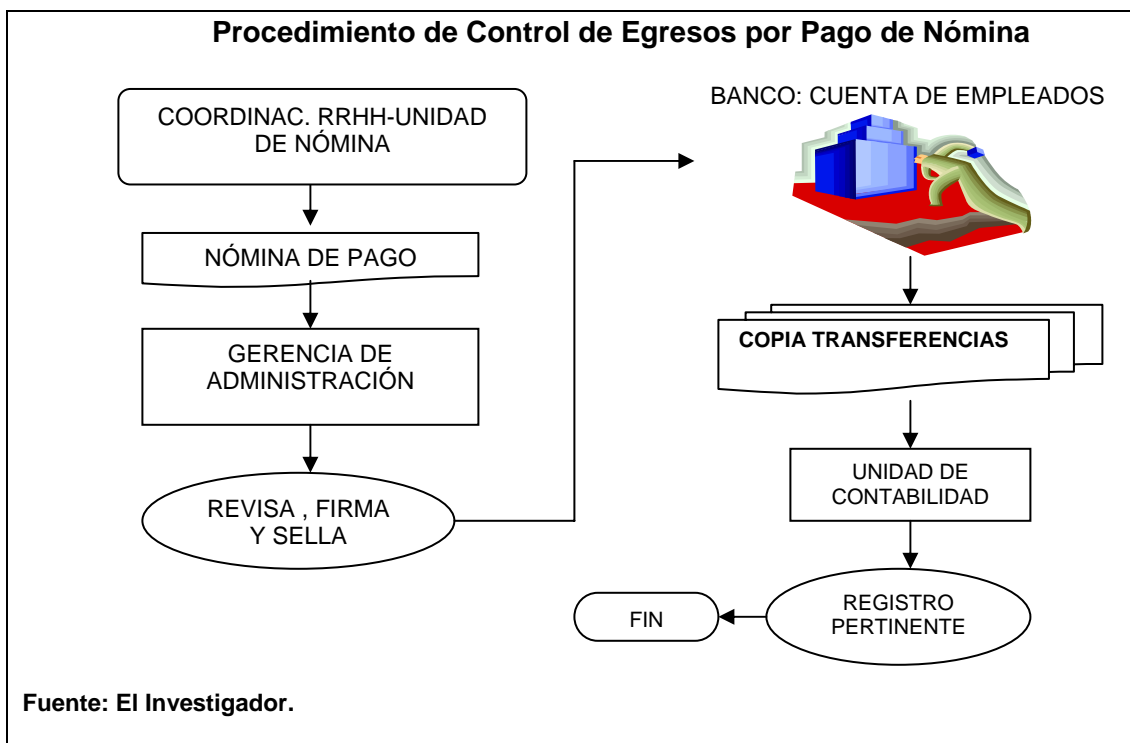 Procedimiento de Control de Egresos por Pago de Nómina
COORDINAC. RRHH-UNIDAD
DE NÓMINA
NÓMINA DE PAGO
GERENCIA DE
ADMINISTRACIÓN
REVISA , FIRMA
Y SELLA
BANCO: CUENTA DE EMPLEADOS
COPIA TRANSFERENCIAS
UNIDAD DE
CONTABILIDAD
REGISTRO
PERTINENTE
FIN
Fuente: El Investigador.